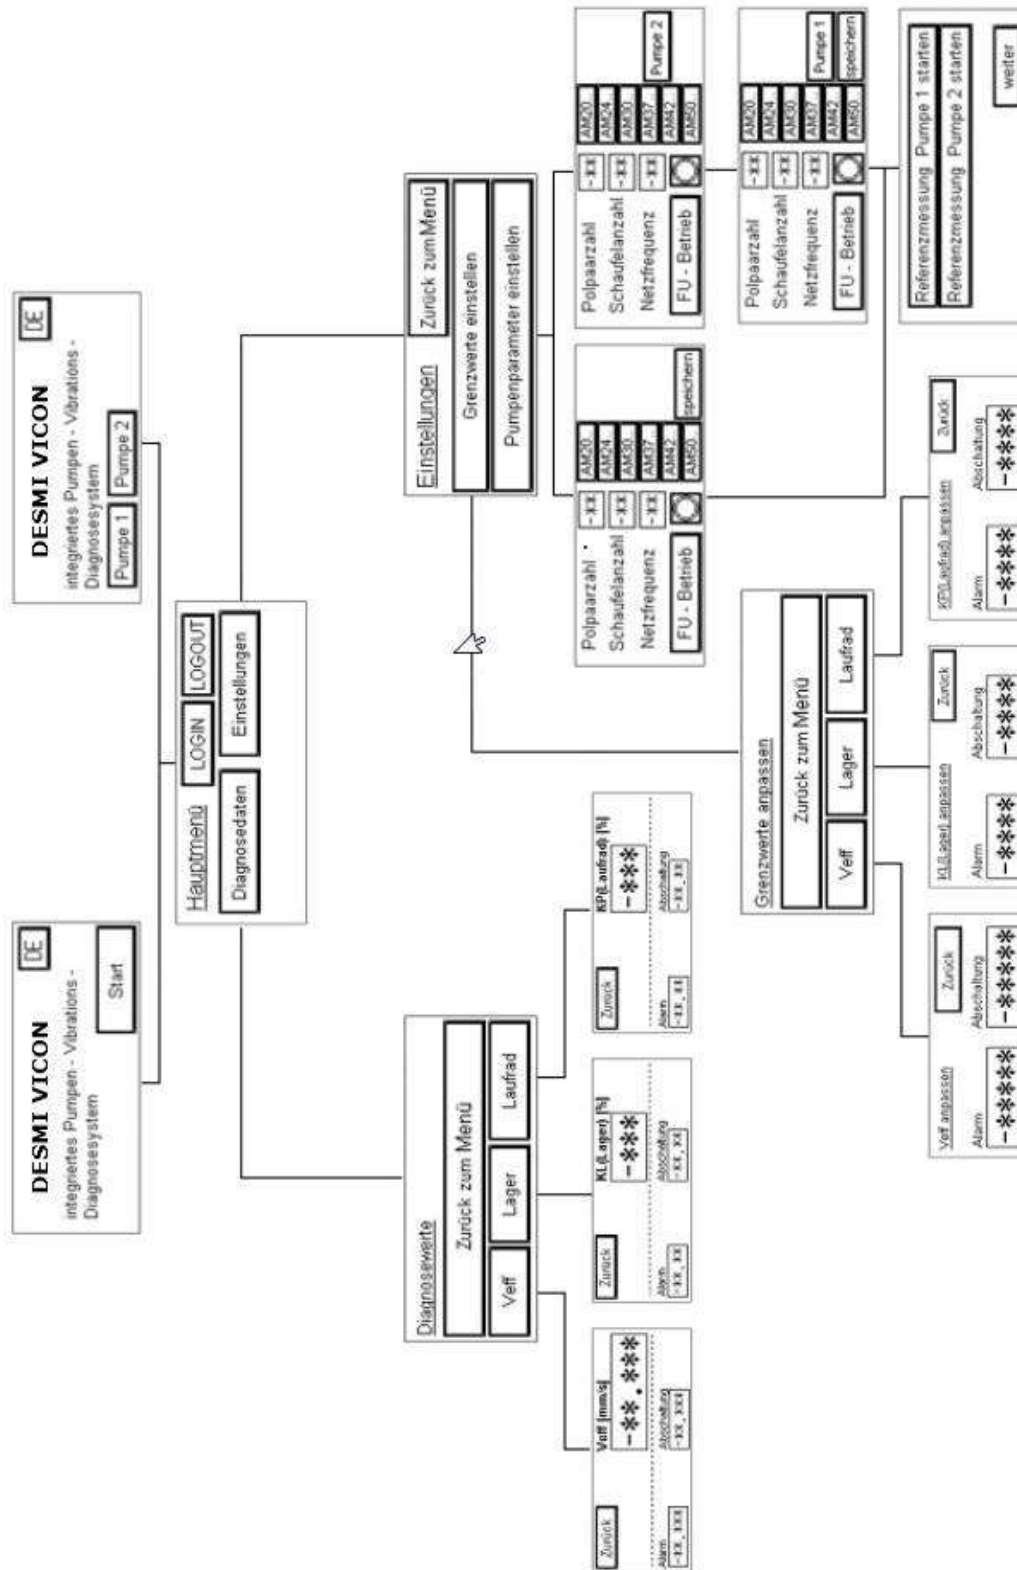 DESMI VICON
DE
integriertes Pumpen - Vibrations -
Diagnosesystem
Start
DESMI VICON
DE
integriertes Pumpen - Vibrations -
Diagnosesystem
Pumpe 1
Pumpe 2
Hauptmenü
LOGIN
LOGOUT
Diagnosedaten
Einstellungen
Diagnosewerte
Zurück zum Menü
Veff
Lager
Laufrad
Einstellungen
Zurück zum Menü
Grenzwerte einstellen
Pumpenparameter einstellen
Zurück
Veff [mm/s]
-**.***
Alarm
Abschaltung
-**.***
-**.***
Zurück
KL(Lager) [%]
-***
Alarm
Abschaltung
-**.**
-**.**
Zurück
KP(Laufrad) [%]
-***
Alarm
Abschaltung
-**.**
-**.**
Polpaarzahl
-**
Schaufelanzahl
-**
Netzfrequenz
-**
FU - Betrieb
AM20..
AM24..
AM30
AM37..
AM42
AM50..
speichern
Polpaarzahl
-**
Schaufelanzahl
-**
Netzfrequenz
-**
FU - Betrieb
AM20..
AM24..
AM30
AM37..
AM42
AM50..
Pumpe 2
Polpaarzahl
-**
Schaufelanzahl
-**
Netzfrequenz
-**
FU - Betrieb
AM20..
AM24..
AM30
AM37..
AM42
AM50..
Pumpe 1
speichern
Grenzwerte anpassen
Zurück zum Menü
Veff
Lager
Laufrad
Referenzmessung Pumpe 1 starten
Referenzmessung Pumpe 2 starten
weiter
Veff anpassen
Zurück
Alarm
Abschaltung
-*****
-*****
KL(Lager) anpassen
Zurück
Alarm
Abschaltung
-****
-****
KP(Laufrad) anpassen
Zurück
Alarm
Abschaltung
-****
-****